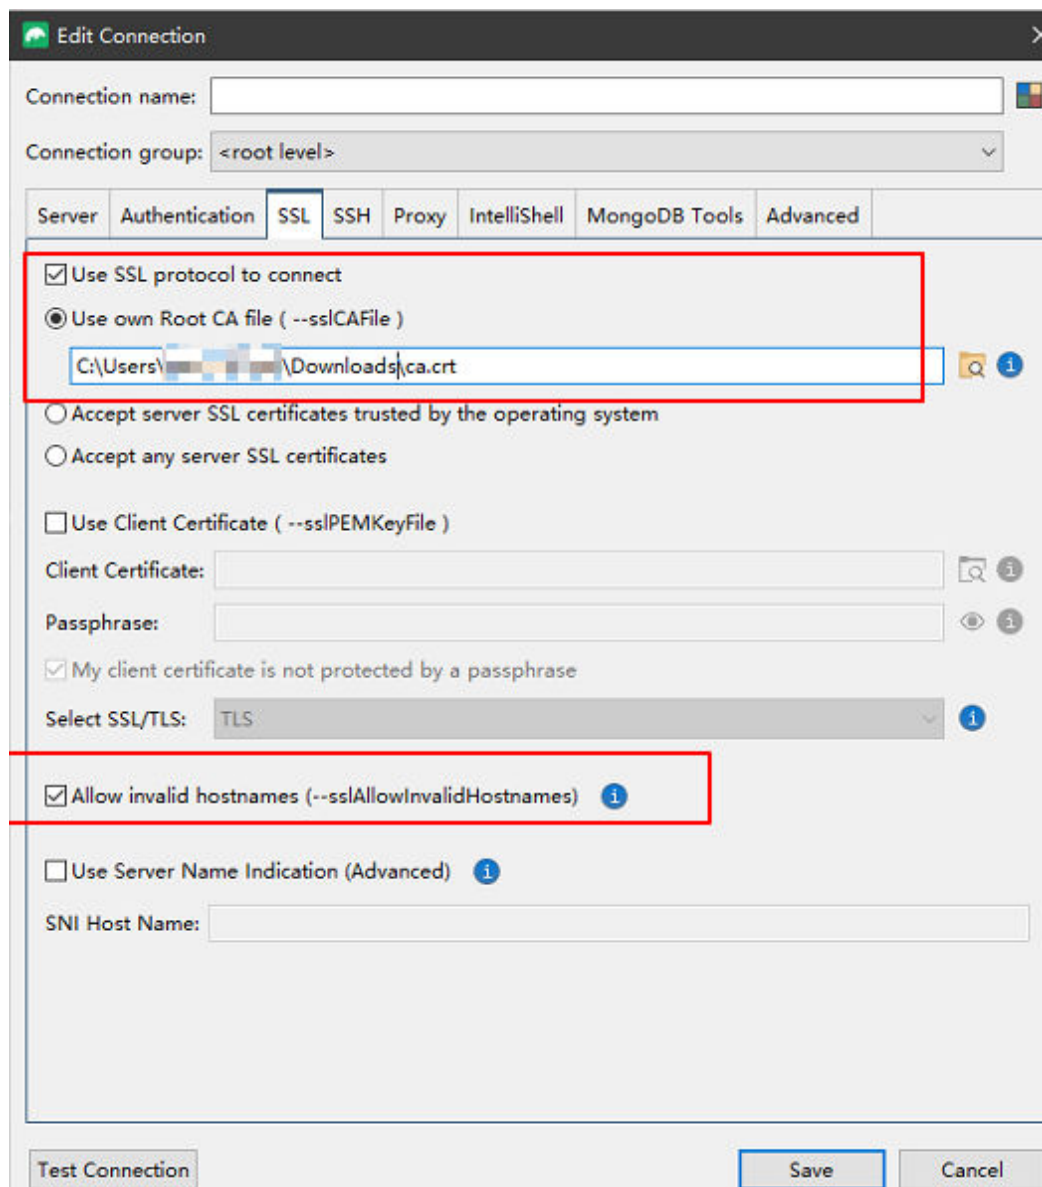 Edit Connection
Connection name:
Connection group: <root level>
Server Authentication SSL SSH Proxy IntelliShell MongoDB Tools Advanced
Use SSL protocol to connect
Use own Root CA file ( --sslCAFile )
C:\Users\ \Downloads\ca.crt
Accept server SSL certificates trusted by the operating system
Accept any server SSL certificates
Use Client Certificate ( --sslPEMKeyFile )
Client Certificate:
Passphrase:
My client certificate is not protected by a passphrase
Select SSL/TLS: TLS
Allow invalid hostnames (--sslAllowInvalidHostnames)
Use Server Name Indication (Advanced)
SNI Host Name:
Test Connection Save Cancel